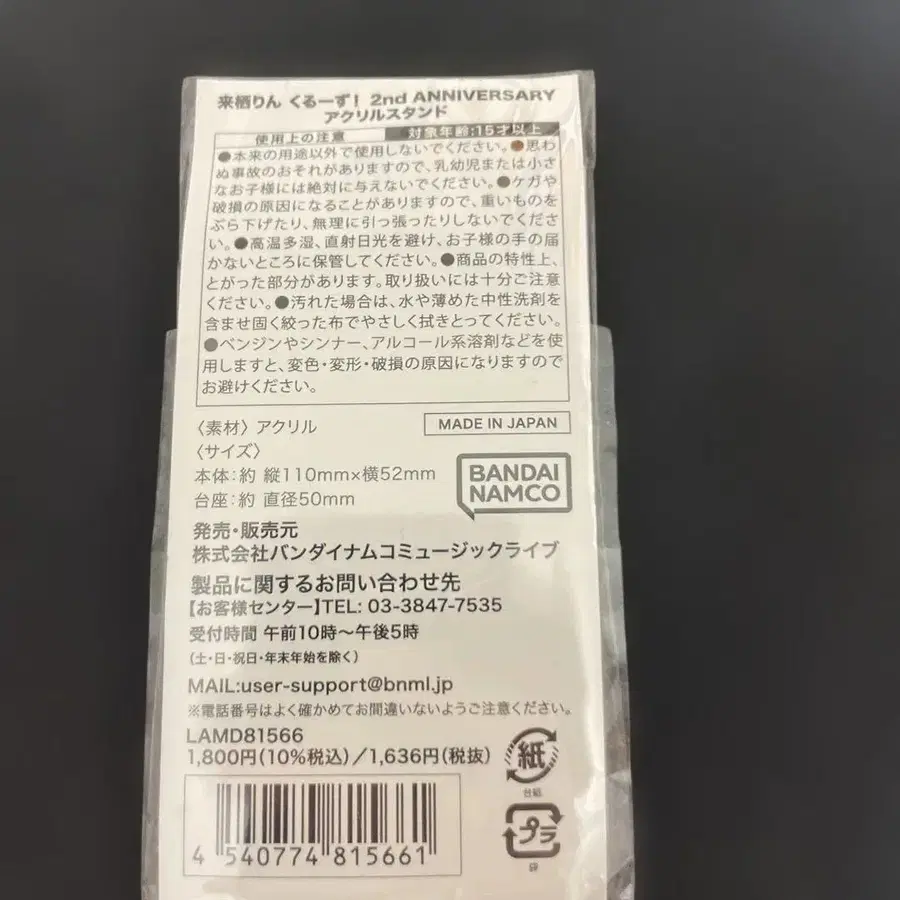 来栖りん くるーず! 2nd ANNIVERSARY
アクリルスタンド
使用上の注意
対象年齢:15才以上
●本来の用途以外で使用しないでください。●思わ
ぬ事故のおそれがありますので、乳幼児または小さ
なお子様には絶対に与えないでください。●ケガや
破損の原因になることがありますので、重いものを
ぶら下げたり、無理に引っ張ったりしないでくださ
い。●高温多湿、直射日光を避け、お子様の手の届
かないところに保管してください。●商品の特性上、
とがった部分があります。取り扱いには十分ご注意
ください。●汚れた場合は、水や薄めた中性洗剤を
含ませ固く絞った布でやさしく拭きとってください。
●ベンジンやシンナー、アルコール系溶剤などを使
用しますと、変色・変形・破損の原因になりますので
お避けください。
〈素材〉アクリル
MADE IN JAPAN
〈サイズ〉
本体:約 縦110mm×横52mm
台座:約 直径50mm
BANDAI
NAMCO
発売・販売元
株式会社バンダイナムコミュージックライブ
製品に関するお問い合わせ先
【お客様センター】TEL: 03-3847-7535
受付時間 午前10時～午後5時
(土・日・祝日・年末年始を除く)
MAIL:user-support@bnml.jp
※電話番号はよく確かめてお間違いないようご注意ください。
LAMD81566
1,800円(10%税込)／1,636円(税抜)
紙
台紙
プラ
袋
4 540774 815661